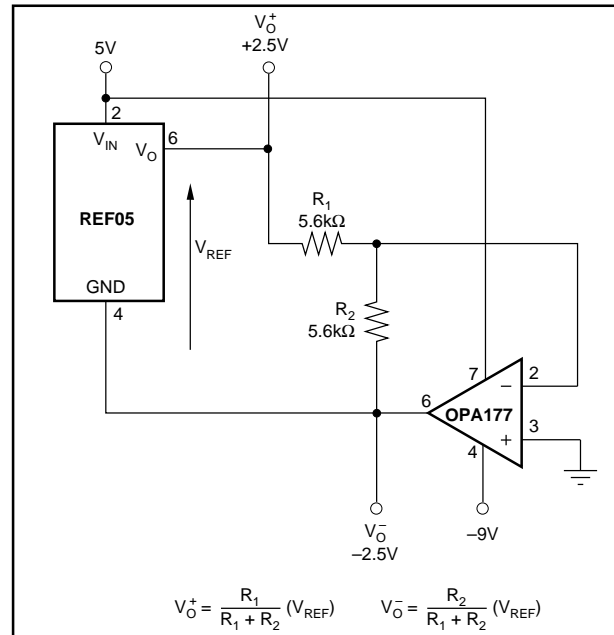 V_O^+
5V +2.5V
2
V_IN V_O 6
R_1
5.6kΩ
REF05
V_REF
GND
4
R_2
5.6kΩ
7
− 2
6 OPA177
+ 3
4
V_O^−
−2.5V
–9V
V_O^+ = R_1 / (R_1 + R_2) (V_REF) V_O^− = R_2 / (R_1 + R_2) (V_REF)